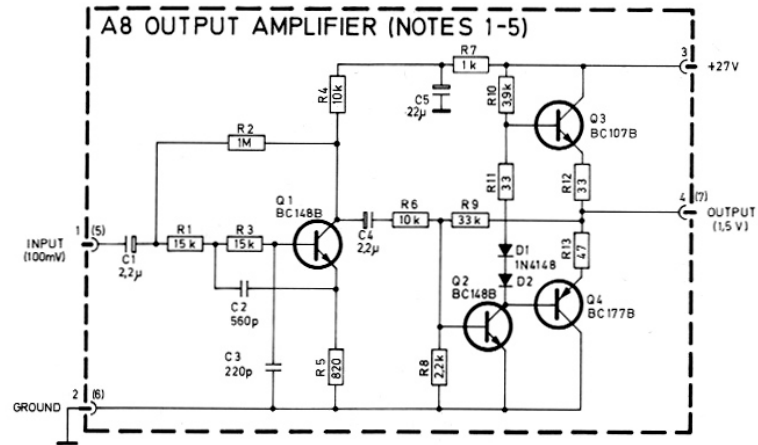 A8 OUTPUT AMPLIFIER (NOTES 1-5)
R7
1k
3
+27V
R4
10k
C5
22µ
R10
3,9k
Q3
BC107B
R2
1M
R11
33
R12
33
Q1
BC148B
1 (5)
INPUT
(100mV)
C1
2,2µ
R1
15k
R3
15k
C4
2,2µ
R6
10k
R9
33k
4 (7)
OUTPUT
(1,5V)
D1
1N4148
D2
R13
47
C2
560p
Q2
BC148B
Q4
BC177B
C3
220p
R5
820
R8
2,2k
2 (6)
GROUND